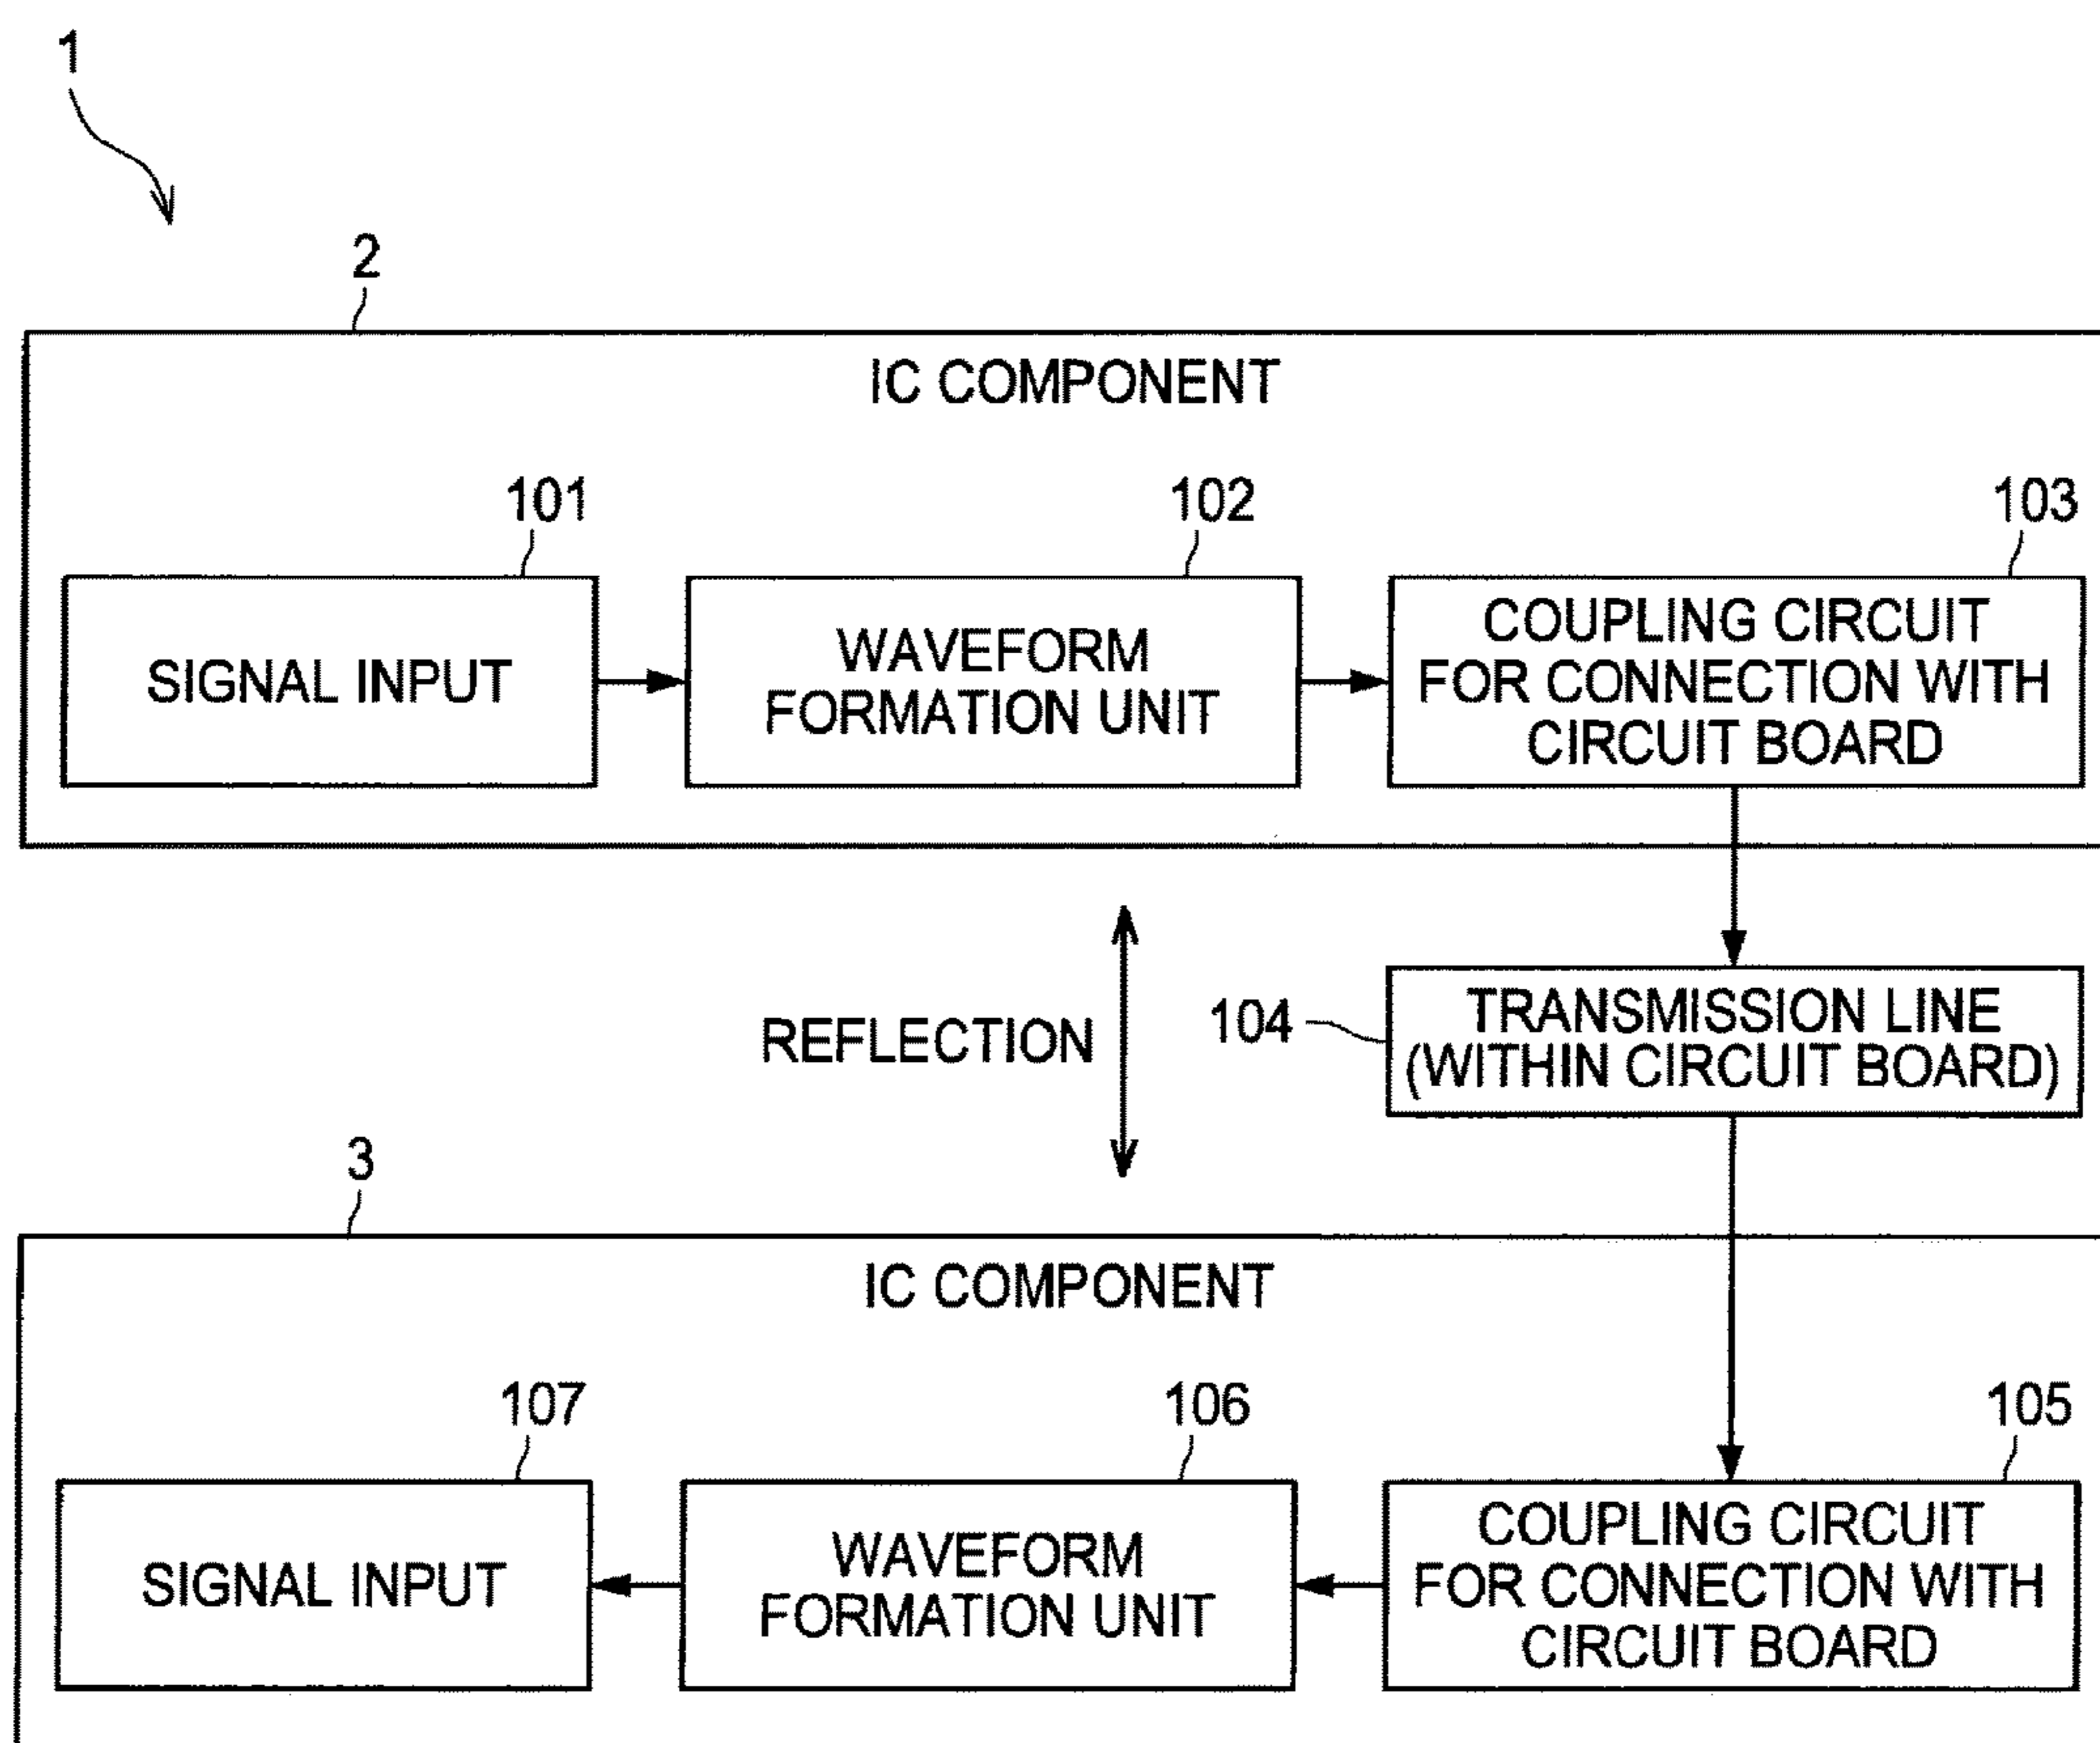 1
2
IC COMPONENT
101
102
103
SIGNAL INPUT
WAVEFORM
FORMATION UNIT
COUPLING CIRCUIT
FOR CONNECTION WITH
CIRCUIT BOARD
REFLECTION
104
TRANSMISSION LINE
(WITHIN CIRCUIT BOARD)
3
IC COMPONENT
107
106
105
SIGNAL INPUT
WAVEFORM
FORMATION UNIT
COUPLING CIRCUIT
FOR CONNECTION WITH
CIRCUIT BOARD